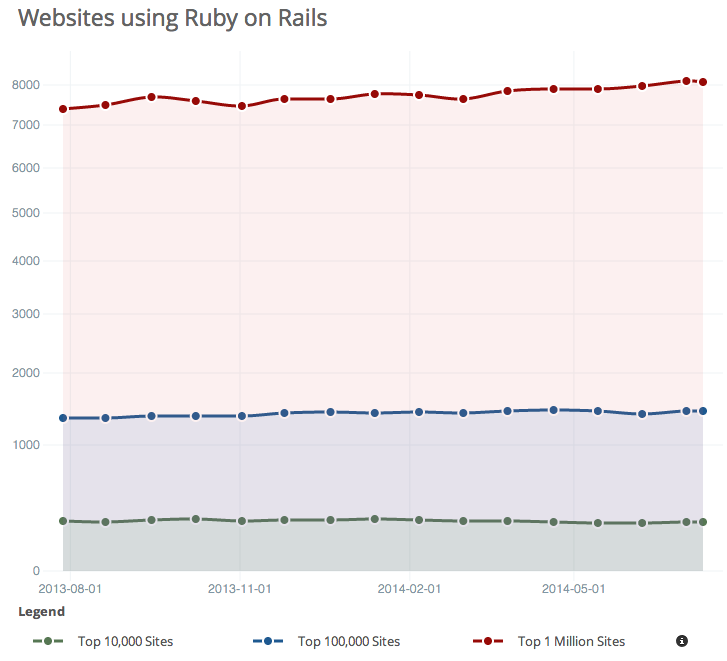 Websites using Ruby on Rails
8000
7000
6000
5000
4000
3000
2000
1000
0
2013-08-01 2013-11-01 2014-02-01 2014-05-01
Legend
Top 10,000 Sites Top 100,000 Sites Top 1 Million Sites